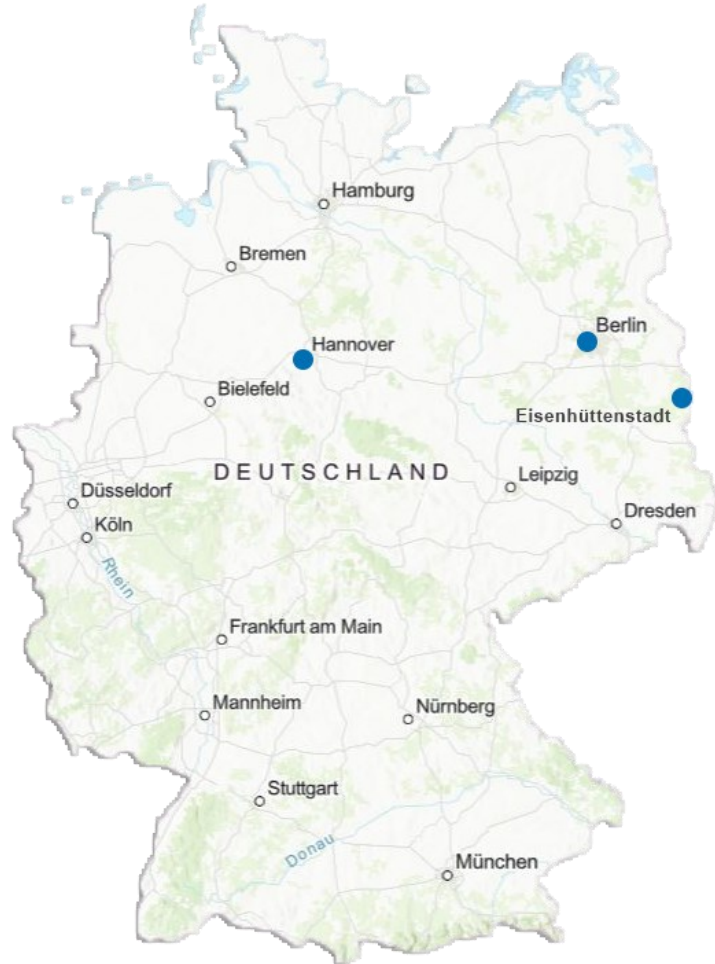 Hamburg
Bremen
Berlin
Hannover
Bielefeld
Eisenhüttenstadt
DEUTSCHLAND
Leipzig
Düsseldorf
Dresden
Köln
Rhein
Frankfurt am Main
Mannheim
Nürnberg
Stuttgart
Donau
München